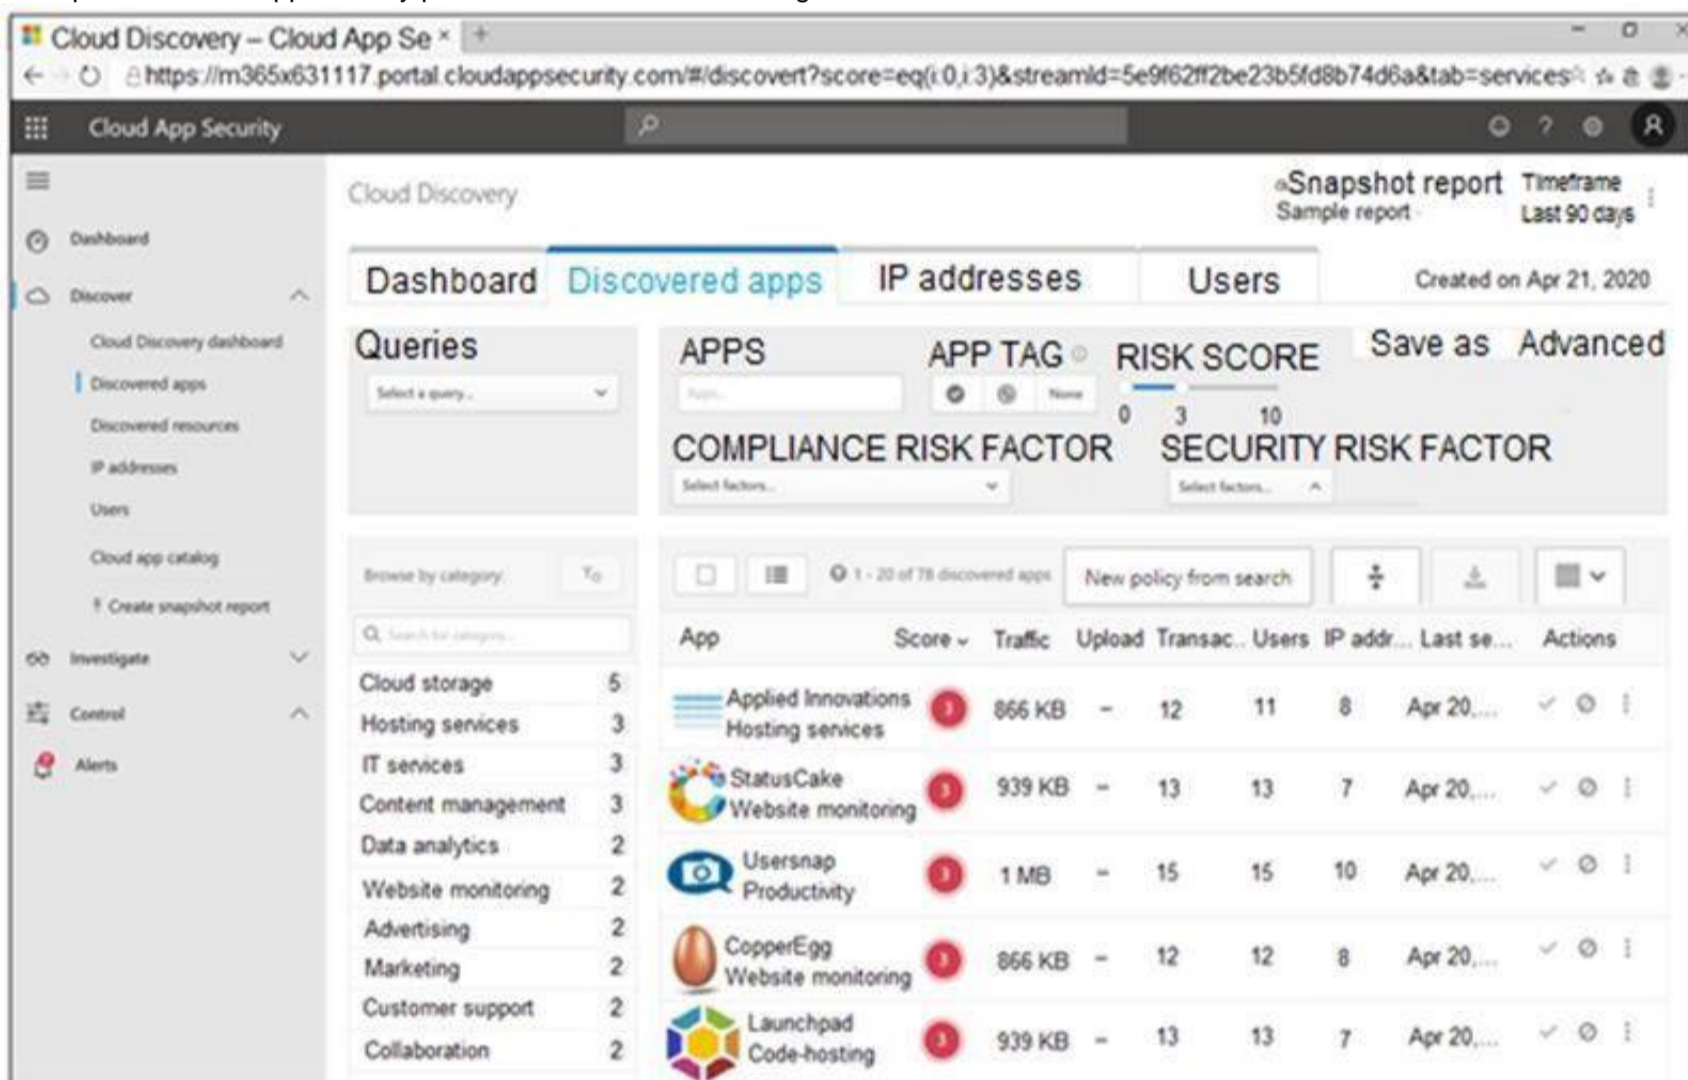 Cloud Discovery – Cloud App Se × +
https://m365x631117.portal.cloudappsecurity.com/#/discovert?score=eq(i:0,i:3)&streamId=5e9f62ff2be23b5fd8b74d6a&tab=services
Cloud App Security
?
Dashboard
Discover
Cloud Discovery dashboard
Discovered apps
Discovered resources
IP addresses
Users
Cloud app catalog
Create snapshot report
Investigate
Control
Alerts
Cloud Discovery
Snapshot report
Sample report
Timeframe
Last 90 days
Dashboard Discovered apps IP addresses Users
Created on Apr 21, 2020
Queries
Select a query...
APPS
Apps...
APP TAG
None
RISK SCORE
0 3 10
Save as Advanced
COMPLIANCE RISK FACTOR
Select factors...
SECURITY RISK FACTOR
Select factors...
Browse by category:
Search for category...
Cloud storage 5
Hosting services 3
IT services 3
Content management 3
Data analytics 2
Website monitoring 2
Advertising 2
Marketing 2
Customer support 2
Collaboration 2
1 - 20 of 78 discovered apps
New policy from search
App Score Traffic Upload Transac... Users IP addr... Last se... Actions
Applied Innovations
Hosting services
3 866 KB – 12 11 8 Apr 20,...
StatusCake
Website monitoring
3 939 KB – 13 13 7 Apr 20,...
Usersnap
Productivity
3 1 MB – 15 15 10 Apr 20,...
CopperEgg
Website monitoring
3 866 KB – 12 12 8 Apr 20,...
Launchpad
Code-hosting
3 939 KB – 13 13 7 Apr 20,...